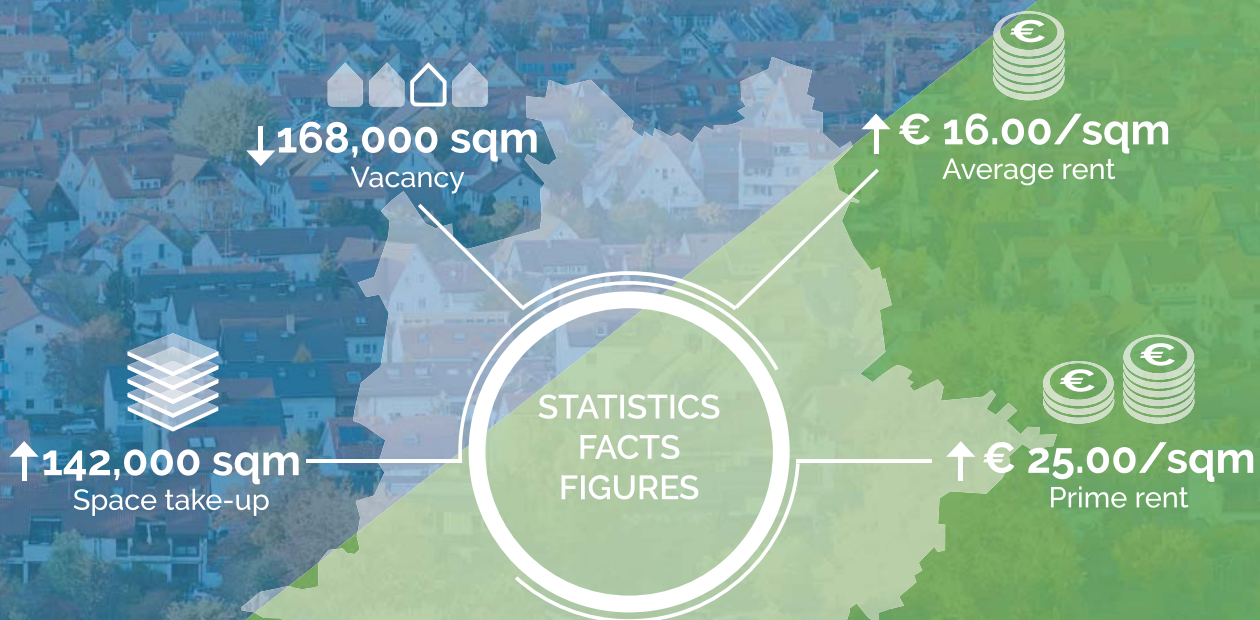 168,000 sqm
Vacancy
€ 16.00/sqm
Average rent
STATISTICS
FACTS
FIGURES
142,000 sqm
Space take-up
€ 25.00/sqm
Prime rent